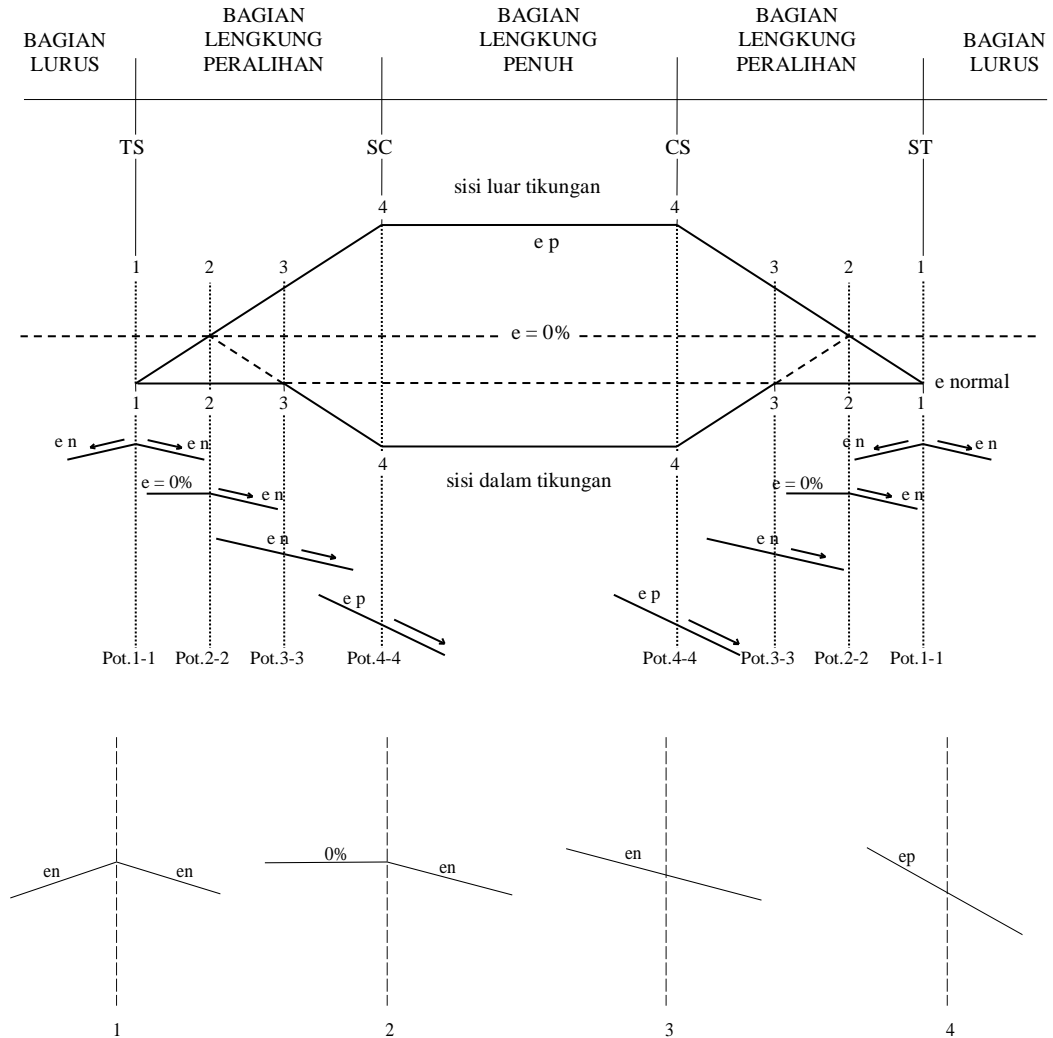 BAGIAN
LURUS
BAGIAN
LENGKUNG
PERALIHAN
BAGIAN
LENGKUNG
PENUH
BAGIAN
LENGKUNG
PERALIHAN
BAGIAN
LURUS
TS
SC
CS
ST
sisi luar tikungan
4
4
e p
1
2
3
3
2
1
e = 0%
e normal
1
2
3
3
2
1
e n
e n
4
4
e n
e n
sisi dalam tikungan
e = 0%
e n
e = 0%
e n
e n
e n
e p
e p
Pot.1-1
Pot.2-2
Pot.3-3
Pot.4-4
Pot.4-4
Pot.3-3
Pot.2-2
Pot.1-1
en
en
0%
en
en
ep
1
2
3
4